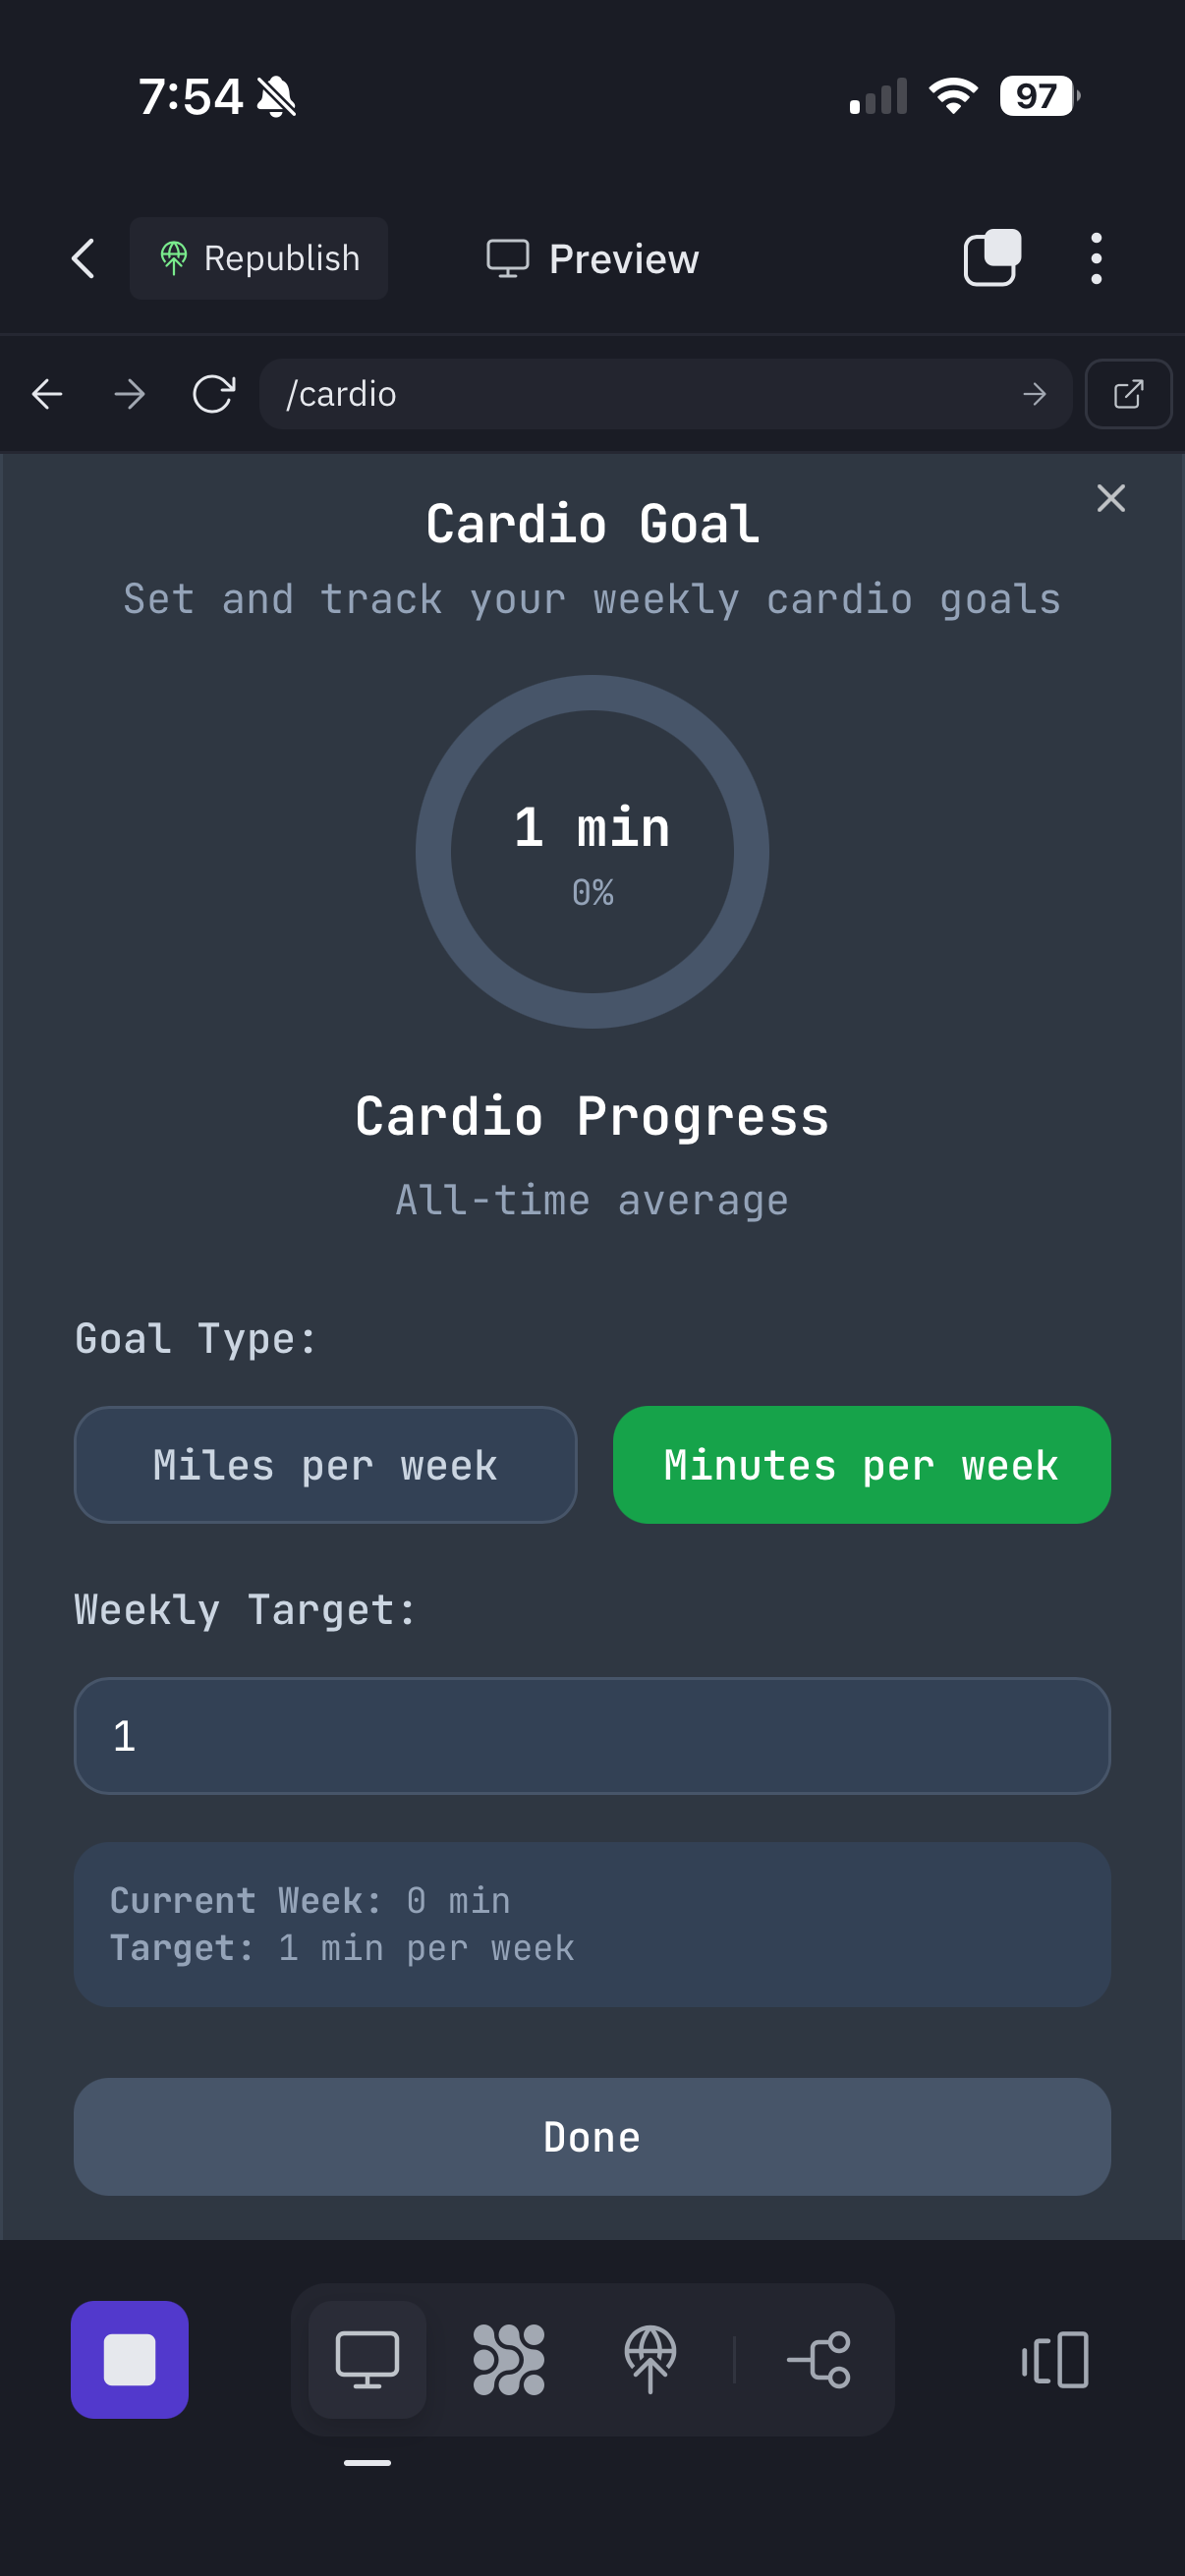 7:54
97
Republish
Preview
/cardio
Cardio Goal
Set and track your weekly cardio goals
1 min
0%
Cardio Progress
All-time average
Goal Type:
Miles per week
Minutes per week
Weekly Target:
1
Current Week: 0 min
Target: 1 min per week
Done